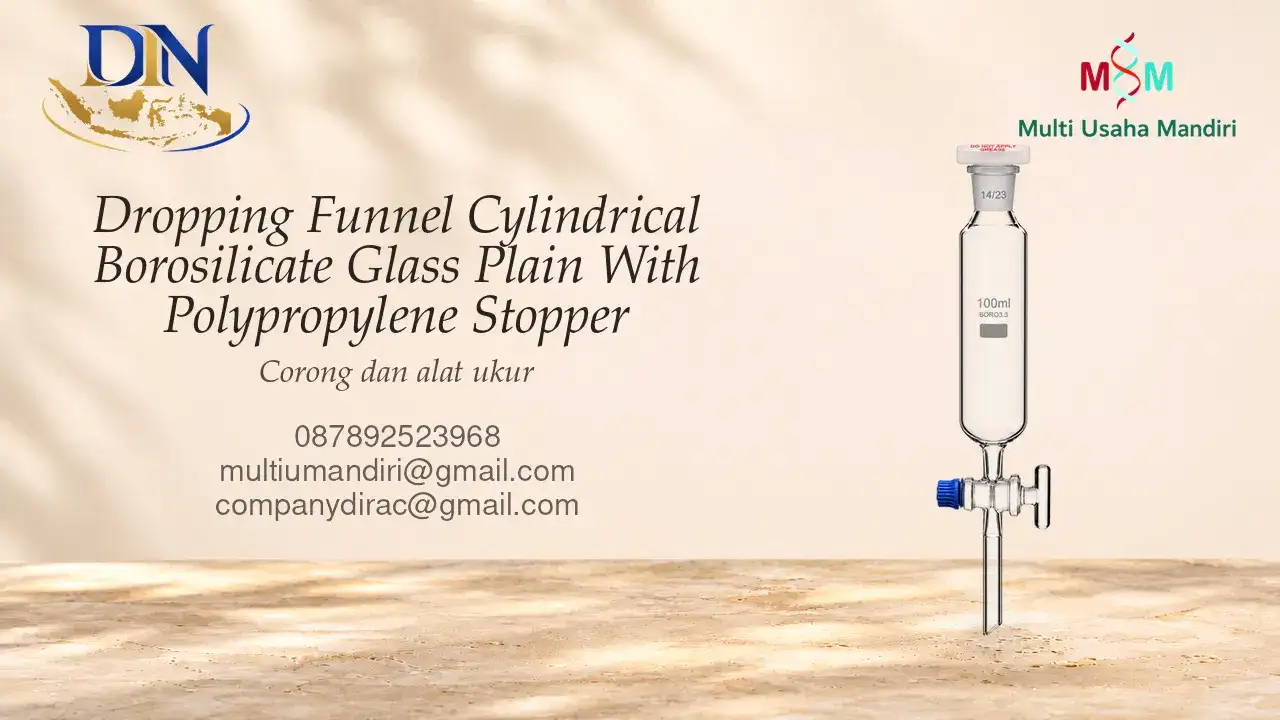 DIN
MSM
Multi Usaha Mandiri
DO NOT APPLY
GREASE
14/23
Dropping Funnel Cylindrical
Borosilicate Glass Plain With
Polypropylene Stopper
Corong dan alat ukur
100ml
BORO3.3
087892523968
multiumandiri@gmail.com
companydirac@gmail.com